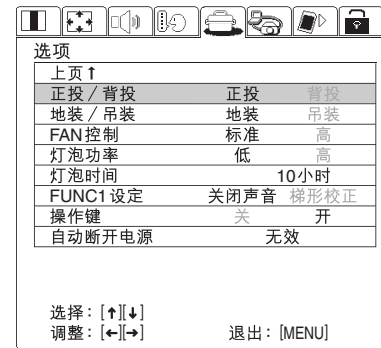 选项
上页↑
正投／背投 正投 背投
地装／吊装 地装 吊装
FAN控制 标准 高
灯泡功率 低 高
灯泡时间 10小时
FUNC1设定 关闭声音 梯形校正
操作键 关 开
自动断开电源 无效
选择：[↑][↓]
调整：[←][→] 退出：[MENU]